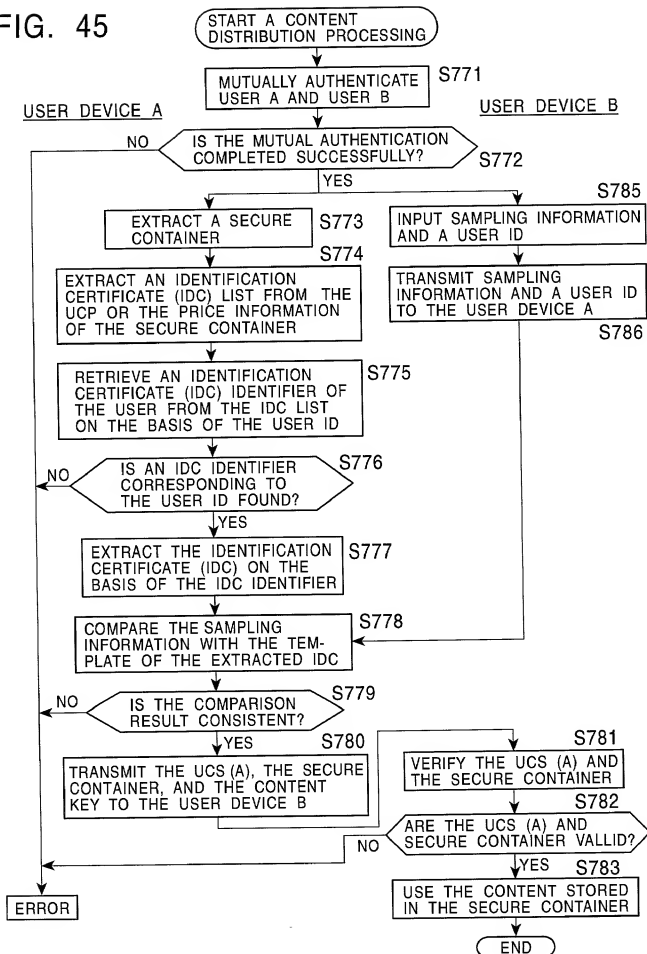 FIG. 45
START A CONTENT
DISTRIBUTION PROCESSING
S771
MUTUALLY AUTHENTICATE
USER A AND USER B
USER DEVICE A
USER DEVICE B
NO
IS THE MUTUAL AUTHENTICATION
COMPLETED SUCCESSFULLY?
S772
YES
S785
EXTRACT A SECURE
CONTAINER
S773
INPUT SAMPLING INFORMATION
AND A USER ID
S774
EXTRACT AN IDENTIFICATION
CERTIFICATE (IDC) LIST FROM THE
UCP OR THE PRICE INFORMATION
OF THE SECURE CONTAINER
TRANSMIT SAMPLING
INFORMATION AND A USER ID
TO THE USER DEVICE A
S786
S775
RETRIEVE AN IDENTIFICATION
CERTIFICATE (IDC) IDENTIFIER OF
THE USER FROM THE IDC LIST
ON THE BASIS OF THE USER ID
S776
NO
IS AN IDC IDENTIFIER
CORRESPONDING TO
THE USER ID FOUND?
YES
S777
EXTRACT THE IDENTIFICATION
CERTIFICATE (IDC) ON THE
BASIS OF THE IDC IDENTIFIER
S778
COMPARE THE SAMPLING
INFORMATION WITH THE TEM-
PLATE OF THE EXTRACTED IDC
S779
NO
IS THE COMPARISON
RESULT CONSISTENT?
YES
S780
TRANSMIT THE UCS (A), THE SECURE
CONTAINER, AND THE CONTENT
KEY TO THE USER DEVICE B
S781
VERIFY THE UCS (A) AND
THE SECURE CONTAINER
S782
ARE THE UCS (A) AND
SECURE CONTAINER VALLID?
NO
YES
S783
USE THE CONTENT STORED
IN THE SECURE CONTAINER
ERROR
END